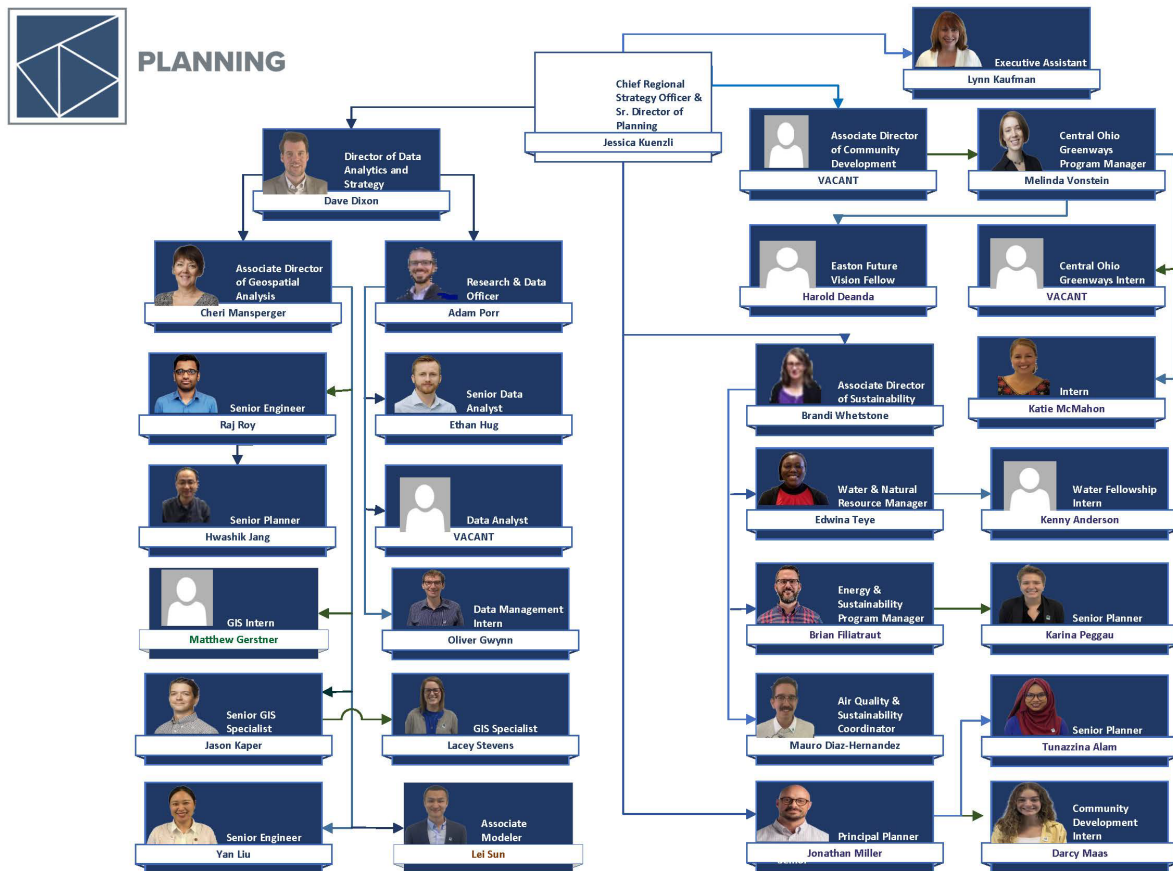 PLANNING
Executive Assistant
Lynn Kaufman
Chief Regional
Strategy Officer &
Sr. Director of
Planning
Jessica Kuenzli
Director of Data
Analytics and
Strategy
Dave Dixon
Associate Director
of Community
Development
VACANT
Central Ohio
Greenways
Program Manager
Melinda Vonstein
Associate Director
of Geospatial
Analysis
Cheri Mansperger
Research & Data
Officer
Adam Porr
Easton Future
Vision Fellow
Harold Deanda
Central Ohio
Greenways Intern
VACANT
Senior Engineer
Raj Roy
Senior Data
Analyst
Ethan Hug
Associate Director
of Sustainability
Brandi Whetstone
Intern
Katie McMahon
Senior Planner
Hwashik Jang
Data Analyst
VACANT
Water & Natural
Resource Manager
Edwina Teye
Water Fellowship
Intern
Kenny Anderson
GIS Intern
Matthew Gerstner
Data Management
Intern
Oliver Gwynn
Energy &
Sustainability
Program Manager
Brian Filiatraut
Senior Planner
Karina Peggau
Senior GIS
Specialist
Jason Kaper
GIS Specialist
Lacey Stevens
Air Quality &
Sustainability
Coordinator
Mauro Diaz-Hernandez
Senior Planner
Tunazzina Alam
Senior Engineer
Yan Liu
Associate
Modeler
Lei Sun
Principal Planner
Jonathan Miller
Community
Development
Intern
Darcy Maas